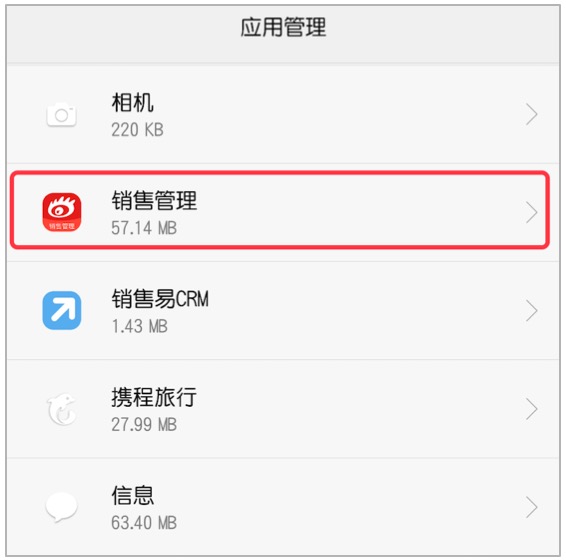 应用管理
相机
220 KB
销售管理
销售管理
57.14 MB
销售易CRM
1.43 MB
携程旅行
27.99 MB
信息
63.40 MB